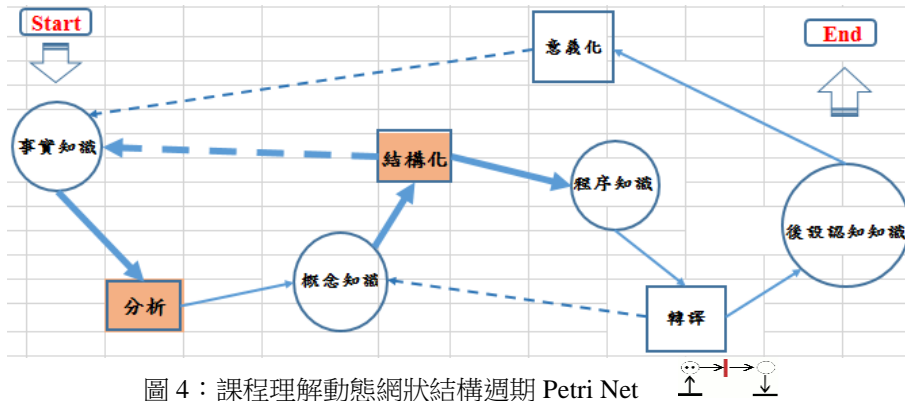 Start
End
意義化
事實知識
結構化
程序知識
後設認知知識
概念知識
分析
轉譯
圖 4：課程理解動態網狀結構週期 Petri Net